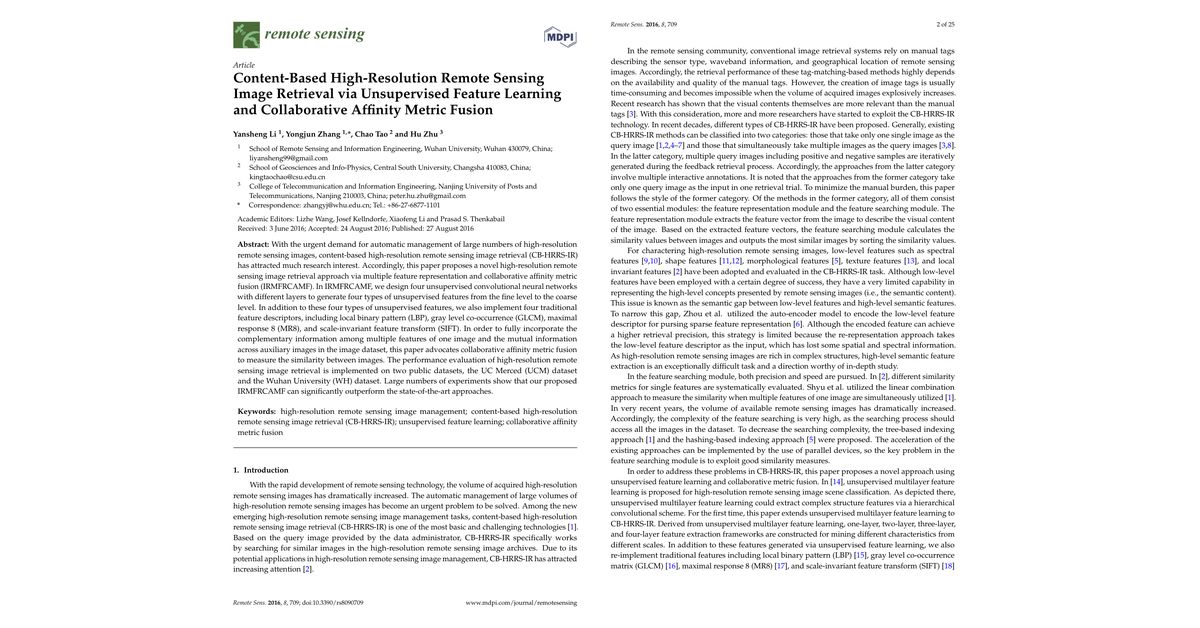 remote sensing
MDPI
Article
Content-Based High-Resolution Remote Sensing
Image Retrieval via Unsupervised Feature Learning
and Collaborative Affinity Metric Fusion
Yansheng Li 1, Yongjun Zhang 1,*, Chao Tao 2 and Hu Zhu 3
1 School of Remote Sensing and Information Engineering, Wuhan University, Wuhan 430079, China;
liyansheng99@gmail.com
2 School of Geosciences and Info-Physics, Central South University, Changsha 410083, China;
kingtaochao@csu.edu.cn
3 College of Telecommunication and Information Engineering, Nanjing University of Posts and
Telecommunications, Nanjing 210003, China; peter.hu.zhu@gmail.com
* Correspondence: zhangyj@whu.edu.cn; Tel.: +86-27-6877-1101
Academic Editors: Lizhe Wang, Josef Kellndorfe, Xiaofeng Li and Prasad S. Thenkabail
Received: 3 June 2016; Accepted: 24 August 2016; Published: 27 August 2016
Abstract: With the urgent demand for automatic management of large numbers of high-resolution
remote sensing images, content-based high-resolution remote sensing image retrieval (CB-HRRS-IR)
has attracted much research interest. Accordingly, this paper proposes a novel high-resolution remote
sensing image retrieval approach via multiple feature representation and collaborative affinity metric
fusion (IRMFRCAMF). In IRMFRCAMF, we design four unsupervised convolutional neural networks
with different layers to generate four types of unsupervised features from the fine level to the coarse
level. In addition to these four types of unsupervised features, we also implement four traditional
feature descriptors, including local binary pattern (LBP), gray level co-occurrence (GLCM), maximal
response 8 (MR8), and scale-invariant feature transform (SIFT). In order to fully incorporate the
complementary information among multiple features of one image and the mutual information
across auxiliary images in the image dataset, this paper advocates collaborative affinity metric fusion
to measure the similarity between images. The performance evaluation of high-resolution remote
sensing image retrieval is implemented on two public datasets, the UC Merced (UCM) dataset
and the Wuhan University (WH) dataset. Large numbers of experiments show that our proposed
IRMFRCAMF can significantly outperform the state-of-the-art approaches.
Keywords: high-resolution remote sensing image management; content-based high-resolution
remote sensing image retrieval (CB-HRRS-IR); unsupervised feature learning; collaborative affinity
metric fusion
1. Introduction
With the rapid development of remote sensing technology, the volume of acquired high-resolution
remote sensing images has dramatically increased. The automatic management of large volumes of
high-resolution remote sensing images has become an urgent problem to be solved. Among the new
emerging high-resolution remote sensing image management tasks, content-based high-resolution
remote sensing image retrieval (CB-HRRS-IR) is one of the most basic and challenging technologies [1].
Based on the query image provided by the data administrator, CB-HRRS-IR specifically works
by searching for similar images in the high-resolution remote sensing image archives. Due to its
potential applications in high-resolution remote sensing image management, CB-HRRS-IR has attracted
increasing attention [2].
Remote Sens. 2016, 8, 709; doi:10.3390/rs8090709
www.mdpi.com/journal/remotesensing
Remote Sens. 2016, 8, 709
2 of 25
In the remote sensing community, conventional image retrieval systems rely on manual tags
describing the sensor type, waveband information, and geographical location of remote sensing
images. Accordingly, the retrieval performance of these tag-matching-based methods highly depends
on the availability and quality of the manual tags. However, the creation of image tags is usually
time-consuming and becomes impossible when the volume of acquired images explosively increases.
Recent research has shown that the visual contents themselves are more relevant than the manual
tags [3]. With this consideration, more and more researchers have started to exploit the CB-HRRS-IR
technology. In recent decades, different types of CB-HRRS-IR have been proposed. Generally, existing
CB-HRRS-IR methods can be classified into two categories: those that take only one single image as the
query image [1,2,4–7] and those that simultaneously take multiple images as the query images [3,8].
In the latter category, multiple query images including positive and negative samples are iteratively
generated during the feedback retrieval process. Accordingly, the approaches from the latter category
involve multiple interactive annotations. It is noted that the approaches from the former category take
only one query image as the input in one retrieval trial. To minimize the manual burden, this paper
follows the style of the former category. Of the methods in the former category, all of them consist
of two essential modules: the feature representation module and the feature searching module. The
feature representation module extracts the feature vector from the image to describe the visual content
of the image. Based on the extracted feature vectors, the feature searching module calculates the
similarity values between images and outputs the most similar images by sorting the similarity values.
For charactering high-resolution remote sensing images, low-level features such as spectral
features [9,10], shape features [11,12], morphological features [5], texture features [13], and local
invariant features [2] have been adopted and evaluated in the CB-HRRS-IR task. Although low-level
features have been employed with a certain degree of success, they have a very limited capability in
representing the high-level concepts presented by remote sensing images (i.e., the semantic content).
This issue is known as the semantic gap between low-level features and high-level semantic features.
To narrow this gap, Zhou et al. utilized the auto-encoder model to encode the low-level feature
descriptor for pursing sparse feature representation [6]. Although the encoded feature can achieve
a higher retrieval precision, this strategy is limited because the re-representation approach takes
the low-level feature descriptor as the input, which has lost some spatial and spectral information.
As high-resolution remote sensing images are rich in complex structures, high-level semantic feature
extraction is an exceptionally difficult task and a direction worthy of in-depth study.
In the feature searching module, both precision and speed are pursued. In [2], different similarity
metrics for single features are systematically evaluated. Shyu et al. utilized the linear combination
approach to measure the similarity when multiple features of one image are simultaneously utilized [1].
In very recent years, the volume of available remote sensing images has dramatically increased.
Accordingly, the complexity of the feature searching is very high, as the searching process should
access all the images in the dataset. To decrease the searching complexity, the tree-based indexing
approach [1] and the hashing-based indexing approach [5] were proposed. The acceleration of the
existing approaches can be implemented by the use of parallel devices, so the key problem in the
feature searching module is to exploit good similarity measures.
In order to address these problems in CB-HRRS-IR, this paper proposes a novel approach using
unsupervised feature learning and collaborative metric fusion. In [14], unsupervised multilayer feature
learning is proposed for high-resolution remote sensing image scene classification. As depicted there,
unsupervised multilayer feature learning could extract complex structure features via a hierarchical
convolutional scheme. For the first time, this paper extends unsupervised multilayer feature learning to
CB-HRRS-IR. Derived from unsupervised multilayer feature learning, one-layer, two-layer, three-layer,
and four-layer feature extraction frameworks are constructed for mining different characteristics from
different scales. In addition to these features generated via unsupervised feature learning, we also
re-implement traditional features including local binary pattern (LBP) [15], gray level co-occurrence
matrix (GLCM) [16], maximal response 8 (MR8) [17], and scale-invariant feature transform (SIFT) [18]